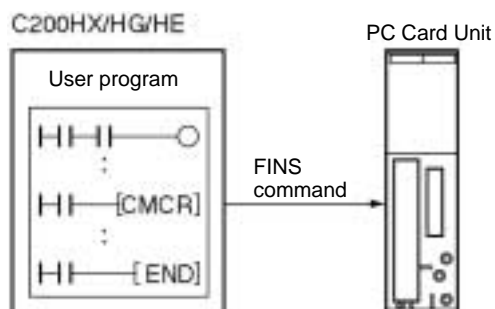 C200HX/HG/HE
PC Card Unit
User program
FINS
command
[CMCR]
[END]